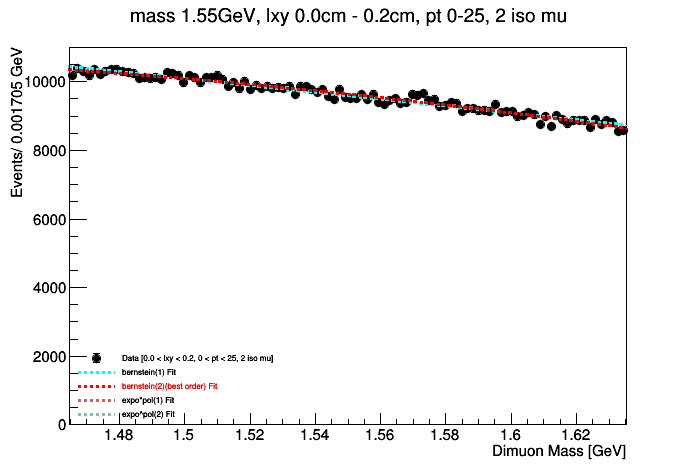 mass 1.55GeV, lxy 0.0cm - 0.2cm, pt 0-25, 2 iso mu
Events/ 0.001705 GeV
10000
8000
6000
4000
2000
0
Data [0.0 < lxy < 0.2, 0 < pt < 25, 2 iso mu]
bernstein(1) Fit
bernstein(2)(best order) Fit
expo*pol(1) Fit
expo*pol(2) Fit
1.48 1.5 1.52 1.54 1.56 1.58 1.6 1.62
Dimuon Mass [GeV]